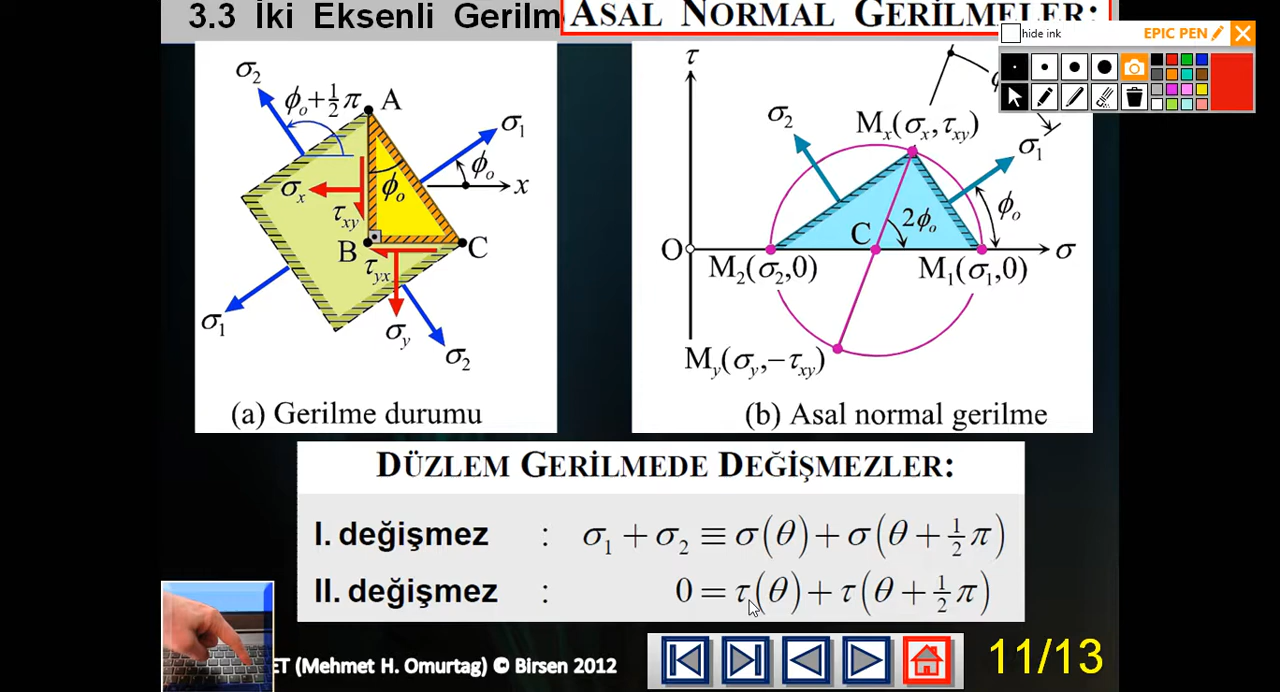 3.3 İki Eksenli Gerilm
ASAL NORMAL GERİLMELER:
hide ink
EPIC PEN
σ₂
ϕₒ+½π
A
σ₁
ϕₒ
x
σₓ
ϕₒ
τxy
B
C
τyx
σ₁
σy
σ₂
(a) Gerilme durumu
τ
σ₂
Mₓ(σₓ,τxy)
σ₁
ϕₒ
2ϕₒ
C
O
σ
M₂(σ₂,0)
M₁(σ₁,0)
My(σy,−τxy)
(b) Asal normal gerilme
DÜZLEM GERİLMEDE DEĞİŞMEZLER:
I. değişmez : σ₁ + σ₂ ≡ σ(θ) + σ(θ + ½π)
II. değişmez : 0 = τ(θ) + τ(θ + ½π)
ET (Mehmet H. Omurtag) © Birsen 2012
11/13